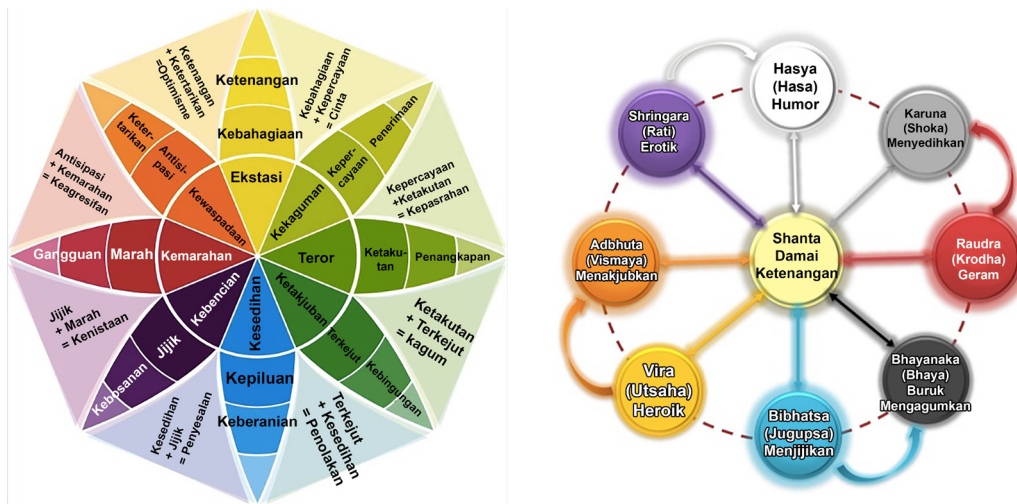 Ketenangan
+ Ketertarikan
=Optimisme
Kebahagiaan
+ Kepercayaan
= Cinta
Kepercayaan
+Ketakutan
= Kepasrahan
Ketakutan
+ Terkejut
= kagum
Terkejut
+ Kesedihan
= Penolakan
Kesedihan
+ Jijik
= Penyesalan
Jijik
+ Marah
= Kenistaan
Antisipasi
+ Kemarahan
= Keagresifan
Ketenangan
Kebahagiaan
Ekstasi
Penerimaan
Keper-
cayaan
Kekaguman
Penangkapan
Ketaku-
tan
Teror
Kebingungan
Terkejut
Ketakjuban
Kesedihan
Kepiluan
Keberanian
Kebosanan
Jijik
Kebencian
Gangguan
Marah
Kemarahan
Keter-
tarikan
Antisi-
pasi
Kewaspadaan
Hasya
(Hasa)
Humor
Karuna
(Shoka)
Menyedihkan
Raudra
(Krodha)
Geram
Bhayanaka
(Bhaya)
Buruk
Mengagumkan
Bibhatsa
(Jugupsa)
Menjijikan
Vira
(Utsaha)
Heroik
Adbhuta
(Vismaya)
Menakjubkan
Shringara
(Rati)
Erotik
Shanta
Damai
Ketenangan